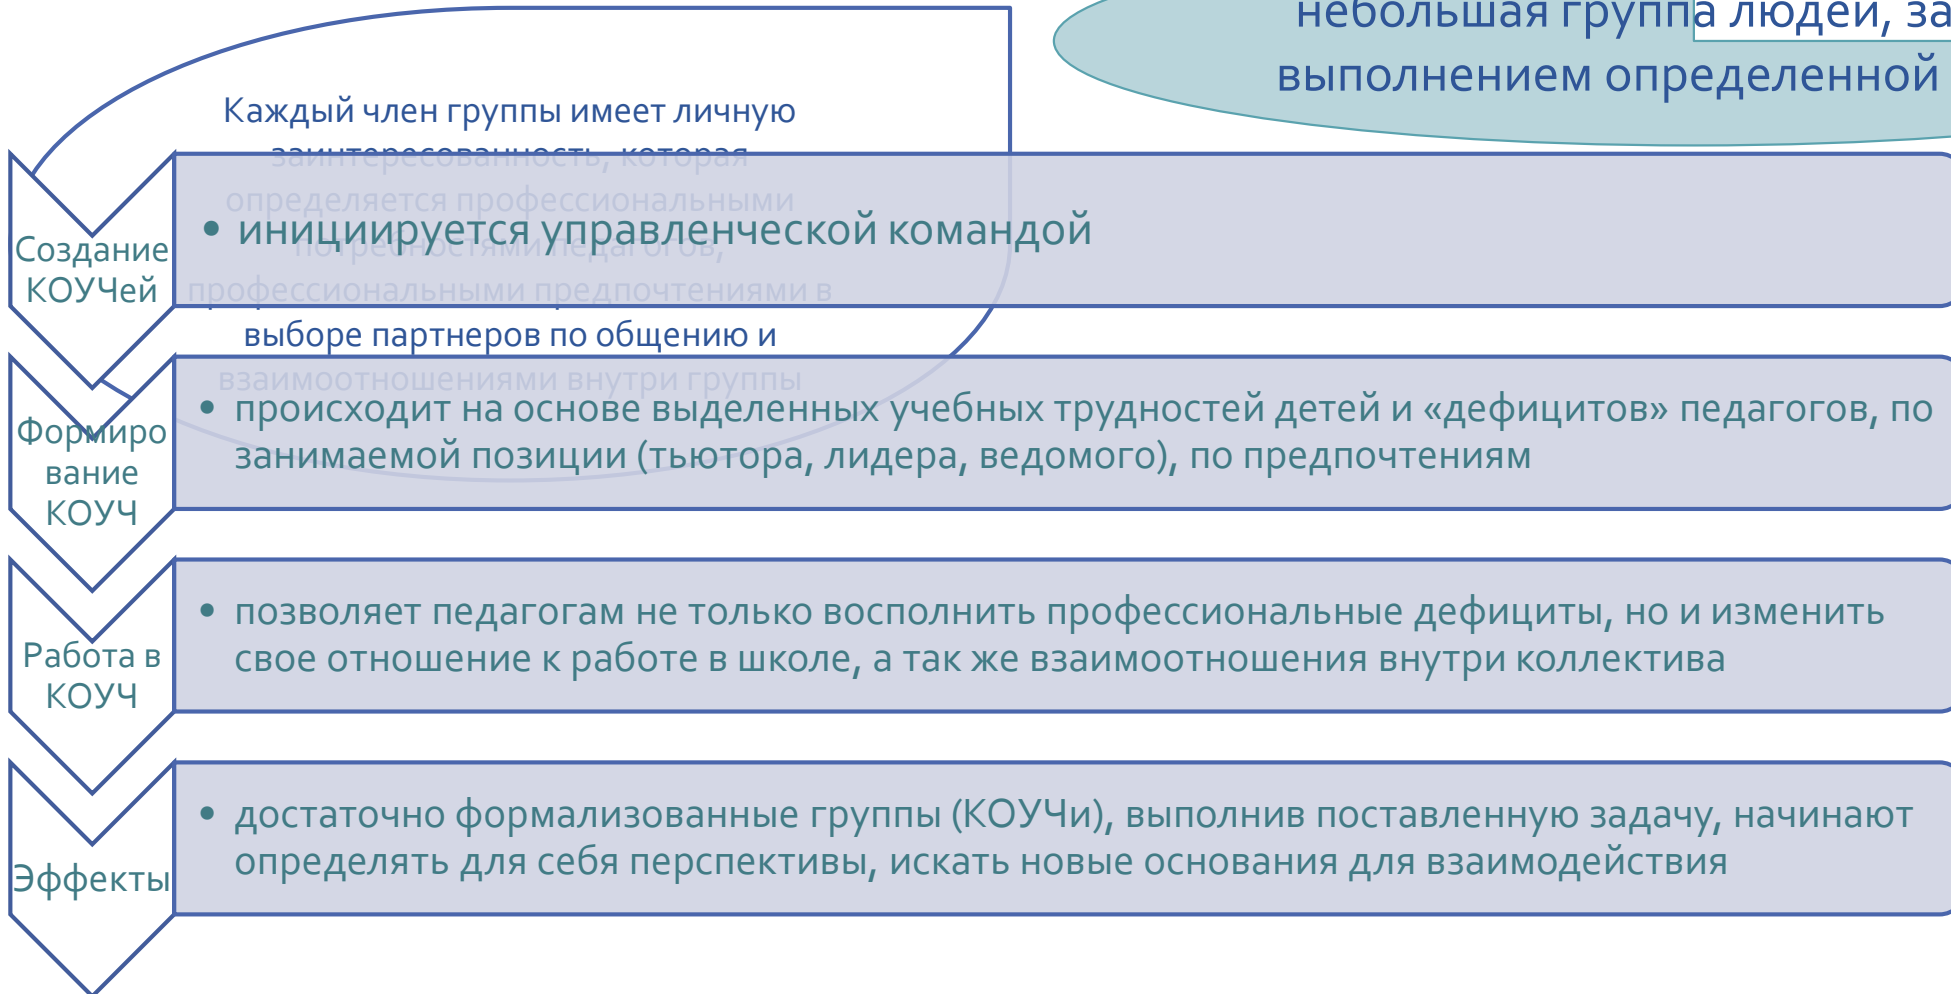 небольшая группа людей, за
выполнением определенной
Каждый член группы имеет личную
заинтересованность, которая
определяется профессиональными
потребностями педагогов,
профессиональными предпочтениями в
выборе партнеров по общению и
взаимоотношениями внутри группы
Создание
КОУЧей
• инициируется управленческой командой
Формиро
вание
КОУЧ
• происходит на основе выделенных учебных трудностей детей и «дефицитов» педагогов, по
занимаемой позиции (тьютора, лидера, ведомого), по предпочтениям
Работа в
КОУЧ
• позволяет педагогам не только восполнить профессиональные дефициты, но и изменить
свое отношение к работе в школе, а так же взаимоотношения внутри коллектива
Эффекты
• достаточно формализованные группы (КОУЧи), выполнив поставленную задачу, начинают
определять для себя перспективы, искать новые основания для взаимодействия